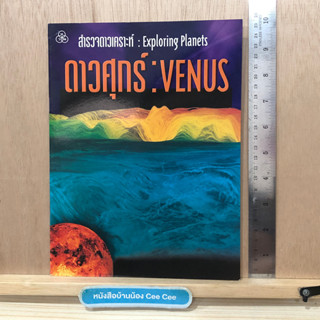 สำรวจดาวเคราะห์ : Exploring Planets
ดาวศุกร์ : VENUS
หนังสือบ้านน้อง Cee Cee